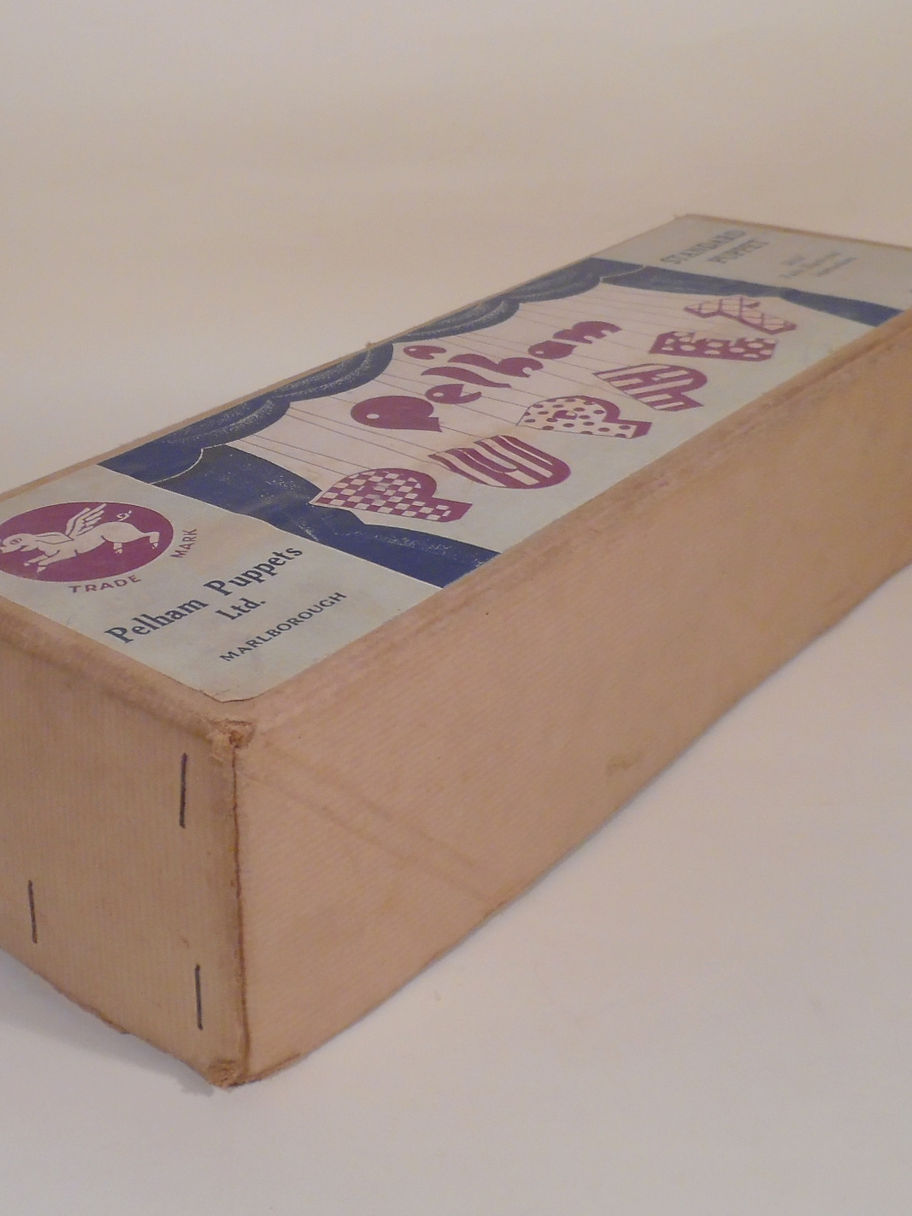 TRADE MARK
Pelham Puppets
Ltd.
MARLBOROUGH
Pelham
PUPPETS
STANDARD
PUPPET